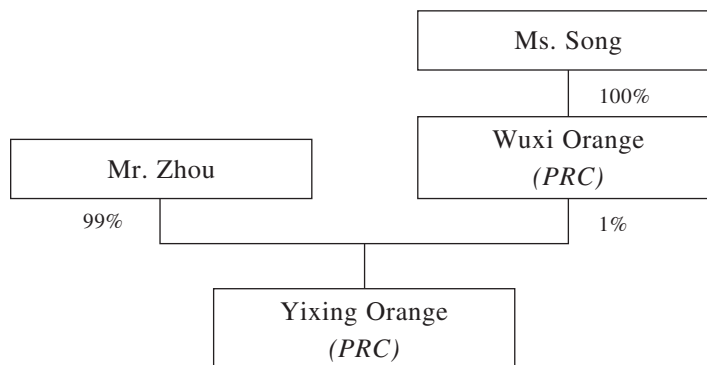 Ms. Song
100%
Wuxi Orange
(PRC)
Mr. Zhou
99%
1%
Yixing Orange
(PRC)